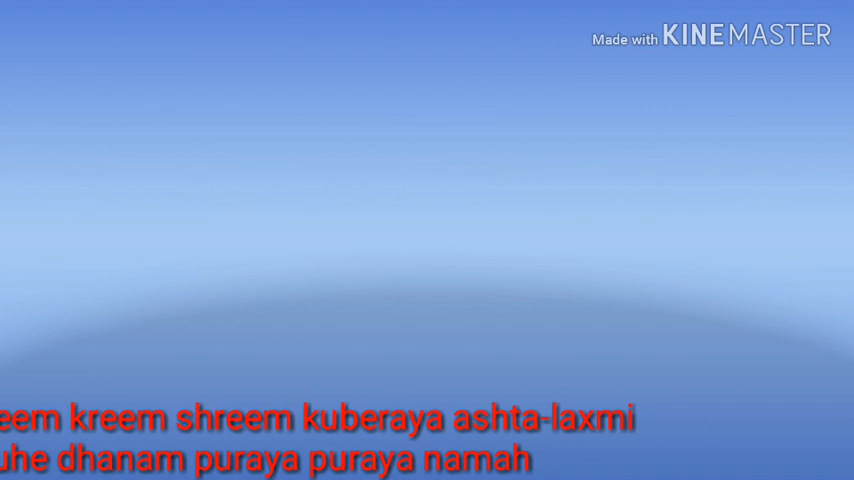 Made with KINEMASTER
eem kreem shreem kuberaya ashta-laxmi
uhe dhanam puraya puraya namah